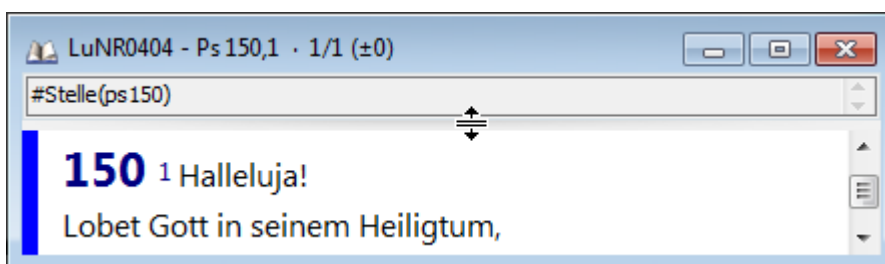 LuNR0404 - Ps 150,1 · 1/1 (±0)
#Stelle(ps150)
150 1 Halleluja!
Lobet Gott in seinem Heiligtum,